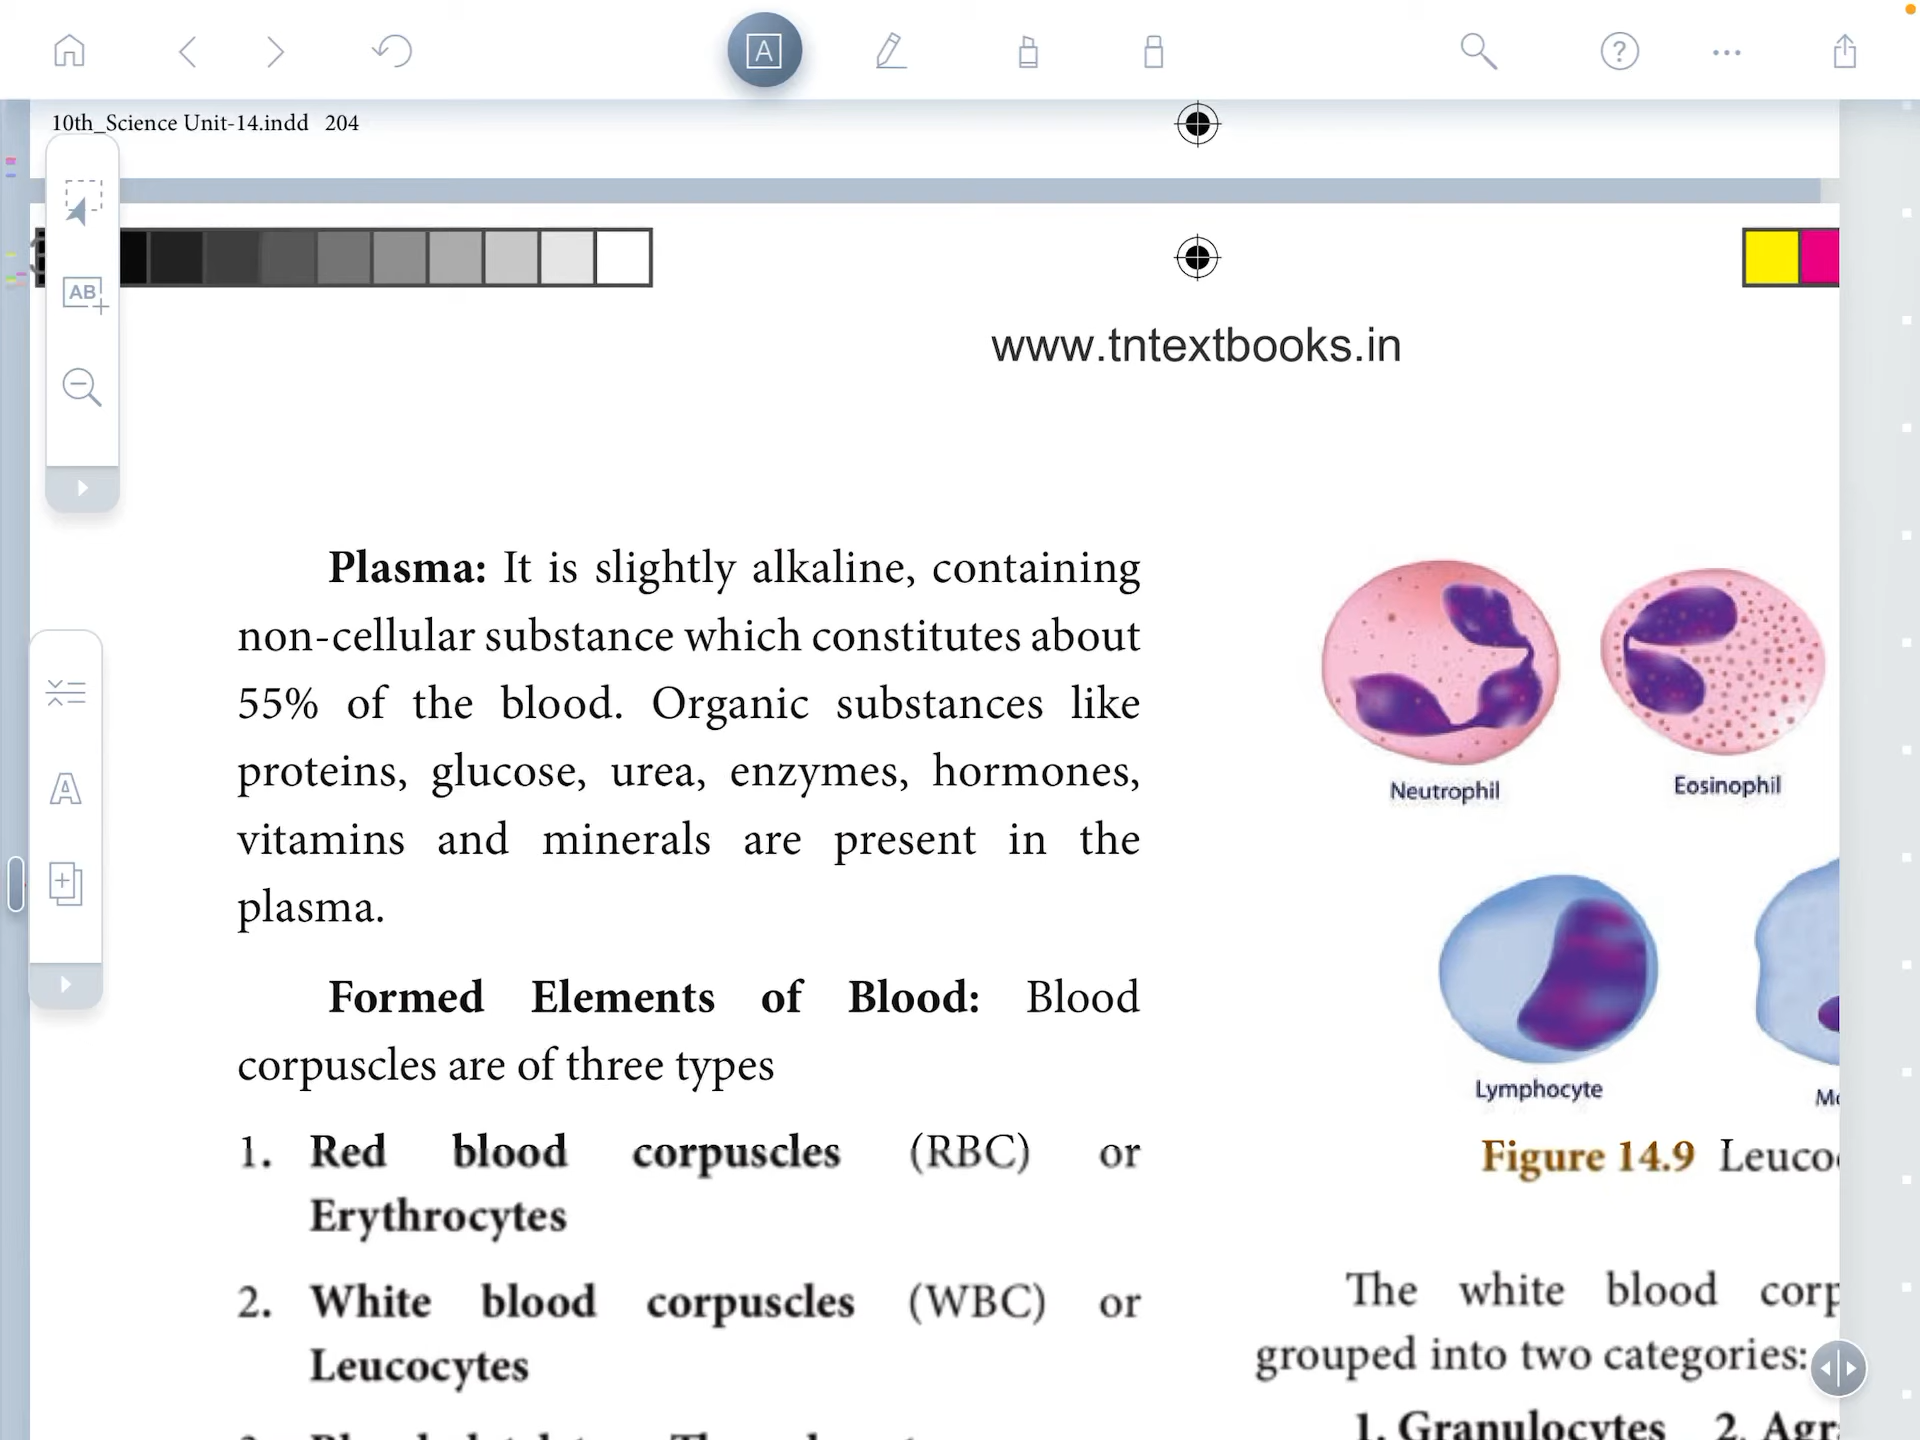 10th_Science Unit-14.indd 204
www.tntextbooks.in
Plasma: It is slightly alkaline, containing
non-cellular substance which constitutes about
55% of the blood. Organic substances like
proteins, glucose, urea, enzymes, hormones,
vitamins and minerals are present in the
plasma.
Formed Elements of Blood: Blood
corpuscles are of three types
1. Red blood corpuscles (RBC) or
Erythrocytes
2. White blood corpuscles (WBC) or
Leucocytes
Neutrophil
Eosinophil
Lymphocyte
Figure 14.9
The white blood
grouped into two categories:
1. Granulocytes 2.
A
AB
A